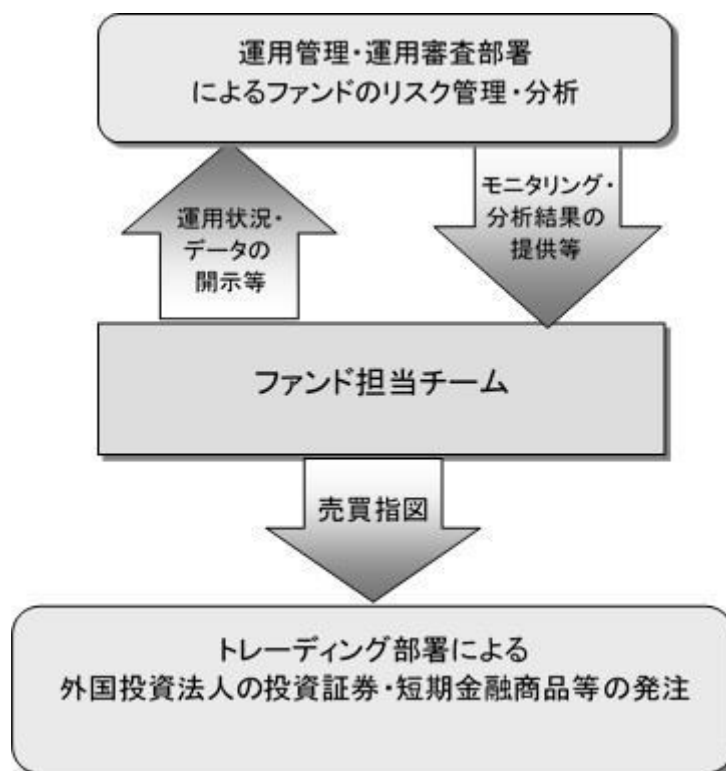 運用管理・運用審査部署
によるファンドのリスク管理・分析
運用状況・
データの
開示等
モニタリング・
分析結果の
提供等
ファンド担当チーム
売買指図
トレーディング部署による
外国投資法人の投資証券・短期金融商品等の発注